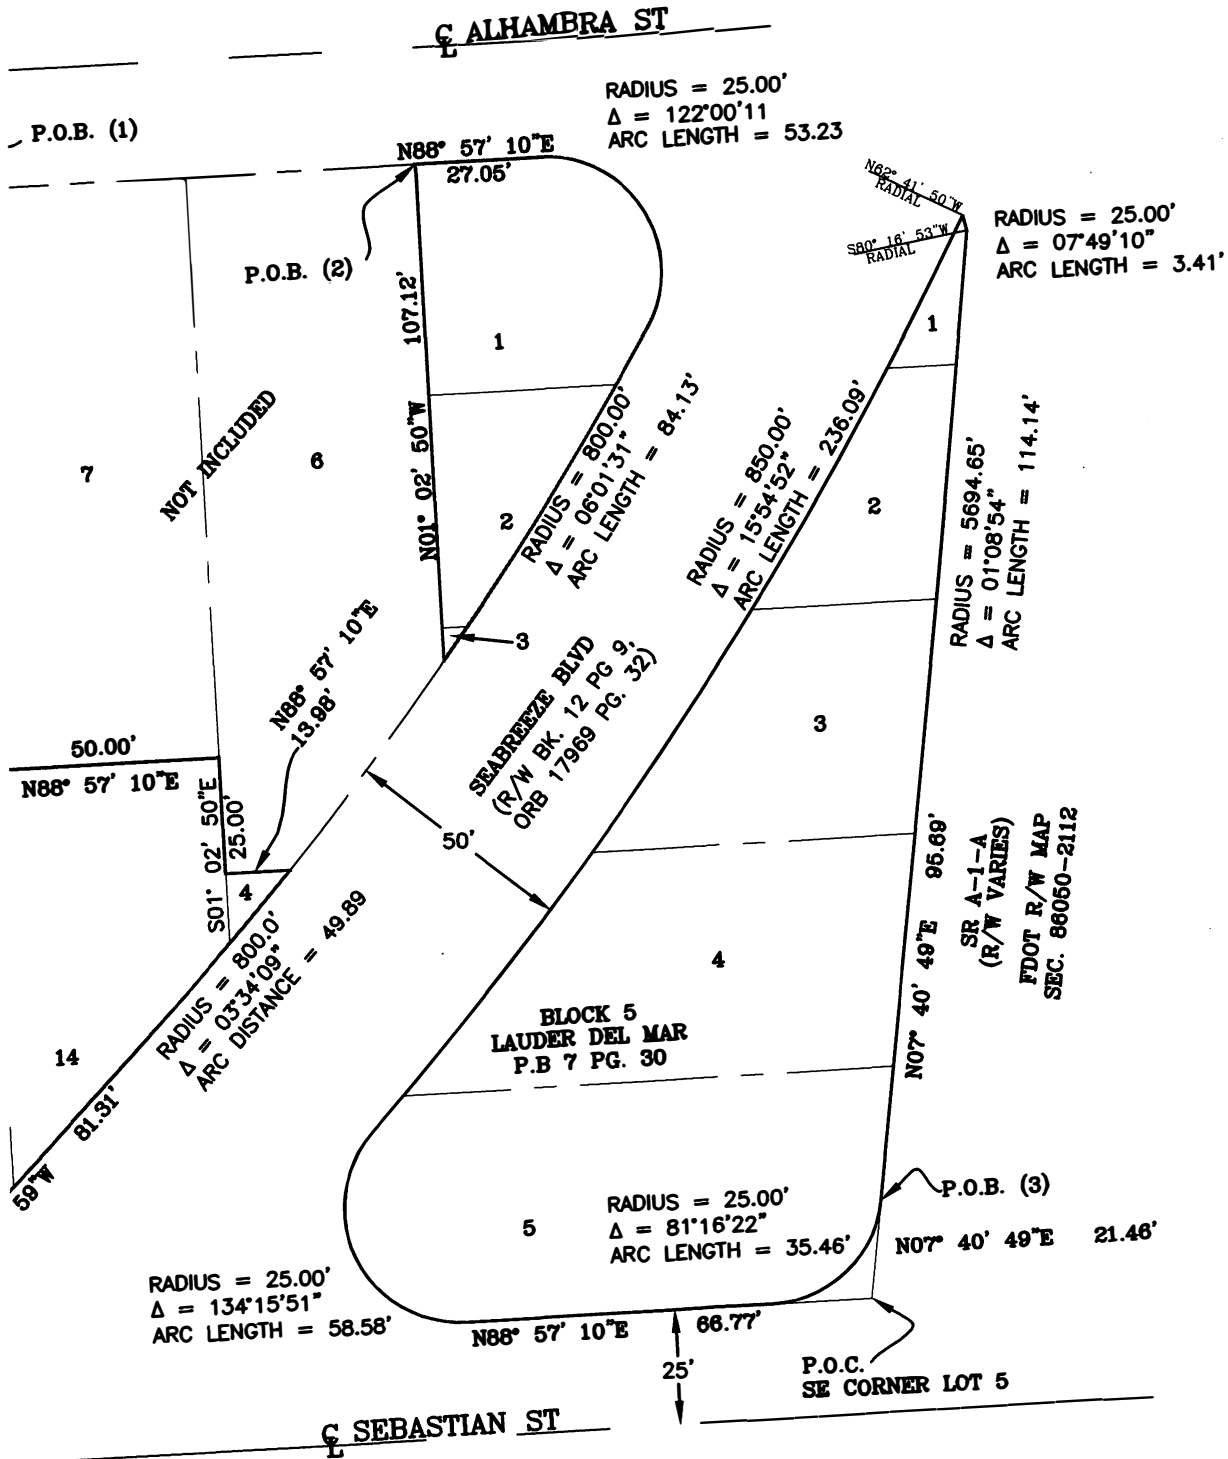 C L ALHAMBRA ST
RADIUS = 25.00'
Δ = 122°00'11
ARC LENGTH = 53.23
P.O.B. (1)
N88° 57' 10"E
27.05'
P.O.B. (2)
N62° 41' 50"W
RADIAL
S80° 16' 53"W
RADIAL
RADIUS = 25.00'
Δ = 07°49'10"
ARC LENGTH = 3.41'
107.12'
N01° 02' 50"W
1
1
7
NOT INCLUDED
6
2
RADIUS = 800.00'
Δ = 06°01'31"
ARC LENGTH = 84.13'
RADIUS = 850.00'
Δ = 15°54'52"
ARC LENGTH = 236.09'
2
RADIUS = 5694.65'
Δ = 01°08'54"
ARC LENGTH = 114.14'
3
N88° 57' 10"E
13.98'
SEABREEZE BLVD
(R/W BK. 12 PG 9,
ORB 17969 PG. 32)
3
50.00'
N88° 57' 10"E
S01° 02' 50"E
25.00'
50'
4
N07° 40' 49"E 95.69'
SR A-1-A
(R/W VARIES)
FDOT R/W MAP
SEC. 86050-2112
RADIUS = 800.0'
Δ = 03°34'09"
ARC DISTANCE = 49.89
4
BLOCK 5
LAUDER DEL MAR
P.B 7 PG. 30
14
81.31'
59"W
P.O.B. (3)
5
RADIUS = 25.00'
Δ = 81°16'22"
ARC LENGTH = 35.46'
N07° 40' 49"E 21.46'
RADIUS = 25.00'
Δ = 134°15'51"
ARC LENGTH = 58.58'
N88° 57' 10"E 66.77'
25'
P.O.C.
SE CORNER LOT 5
C L SEBASTIAN ST